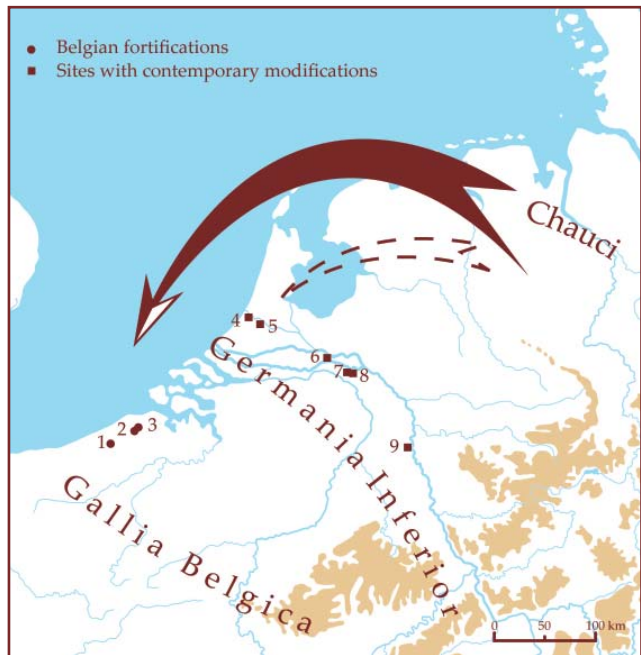 Belgian fortifications
Sites with contemporary modifications
Chauci
4
5
6
7
8
3
2
1
9
Germania Inferior
Gallia Belgica
0 50 100 km